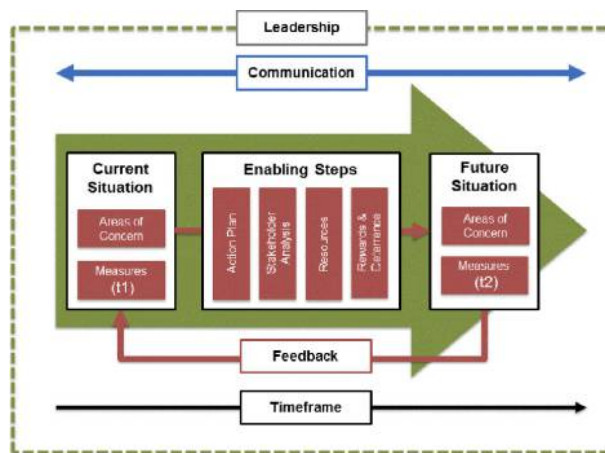 Leadership
Communication
Current
Situation
Areas of
Concern
Measures
(t1)
Enabling Steps
Action Plan
Stakeholder
Analysis
Resources
Rewards &
Deterrence
Future
Situation
Areas of
Concern
Measures
(t2)
Feedback
Timeframe